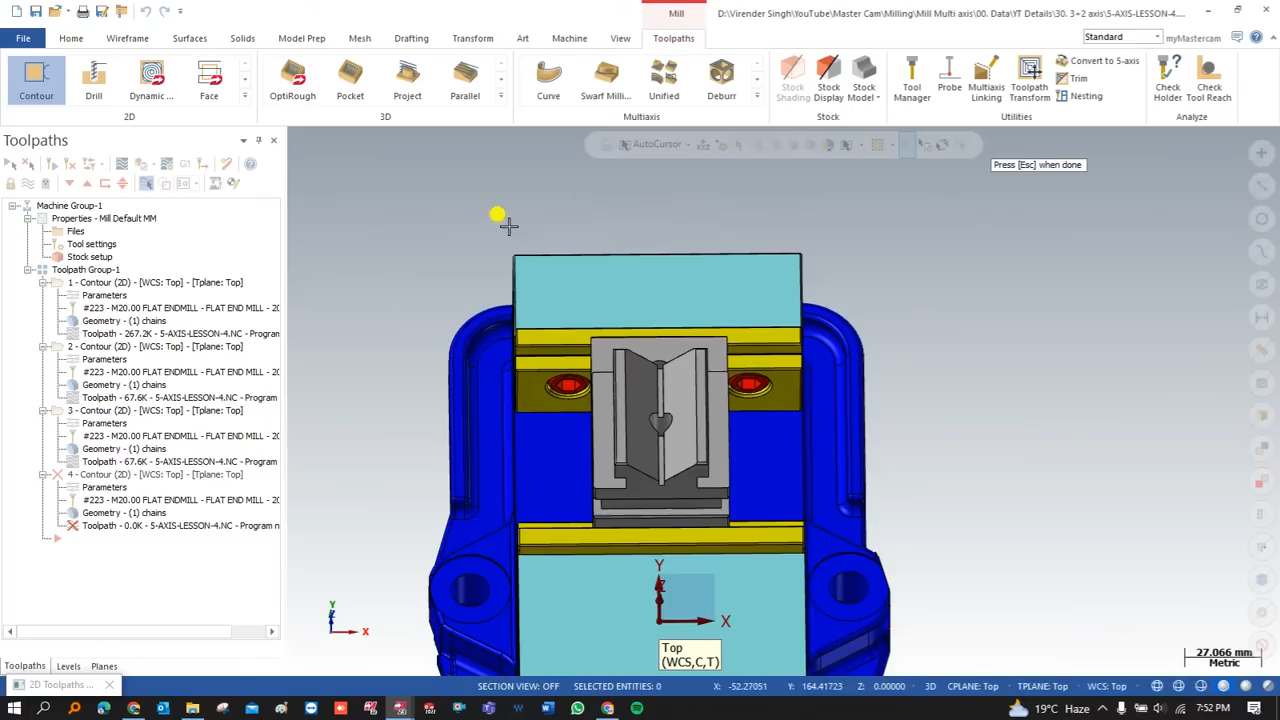 Mill
D:\Virender Singh\YouTube\Master Cam\Milling\Mill Multi axis\00. Data\YT Details\30. 3+2 axis\5-AXIS-LESSON-4....
File
Home
Wireframe
Surfaces
Solids
Model Prep
Mesh
Drafting
Transform
Art
Machine
View
Toolpaths
Standard
myMastercam
Contour
Drill
Dynamic ...
Face
OptiRough
Pocket
Project
Parallel
Curve
Swarf Milli...
Unified
Deburr
Stock Shading
Stock Display
Stock Model
Tool Manager
Probe
Multiaxis Linking
Toolpath Transform
Convert to 5-axis
Trim
Nesting
Check Holder
Check Tool Reach
2D
3D
Multiaxis
Stock
Utilities
Analyze
Toolpaths
AutoCursor
Press [Esc] when done
G1
Machine Group-1
Properties - Mill Default MM
Files
Tool settings
Stock setup
Toolpath Group-1
1 - Contour (2D) - [WCS: Top] - [Tplane: Top]
Parameters
#223 - M20.00 FLAT ENDMILL - FLAT END MILL - 20
Geometry - (1) chains
Toolpath - 267.2K - 5-AXIS-LESSON-4.NC - Program
2 - Contour (2D) - [WCS: Top] - [Tplane: Top]
Parameters
#223 - M20.00 FLAT ENDMILL - FLAT END MILL - 20
Geometry - (1) chains
Toolpath - 67.6K - 5-AXIS-LESSON-4.NC - Program
3 - Contour (2D) - [WCS: Top] - [Tplane: Top]
Parameters
#223 - M20.00 FLAT ENDMILL - FLAT END MILL - 20
Geometry - (1) chains
Toolpath - 67.6K - 5-AXIS-LESSON-4.NC - Program
4 - Contour (2D) - [WCS: Top] - [Tplane: Top]
Parameters
#223 - M20.00 FLAT ENDMILL - FLAT END MILL - 20
Geometry - (1) chains
Toolpath - 0.0K - 5-AXIS-LESSON-4.NC - Program n
Y
Z
X
Y
Z
X
Top
(WCS,C,T)
27.066 mm
Metric
Toolpaths
Levels
Planes
2D Toolpaths ...
SECTION VIEW: OFF
SELECTED ENTITIES: 0
X: -52.27051
Y: 164.41723
Z: 0.00000
3D
CPLANE: Top
TPLANE: Top
WCS: Top
19°C Haze
7:52 PM